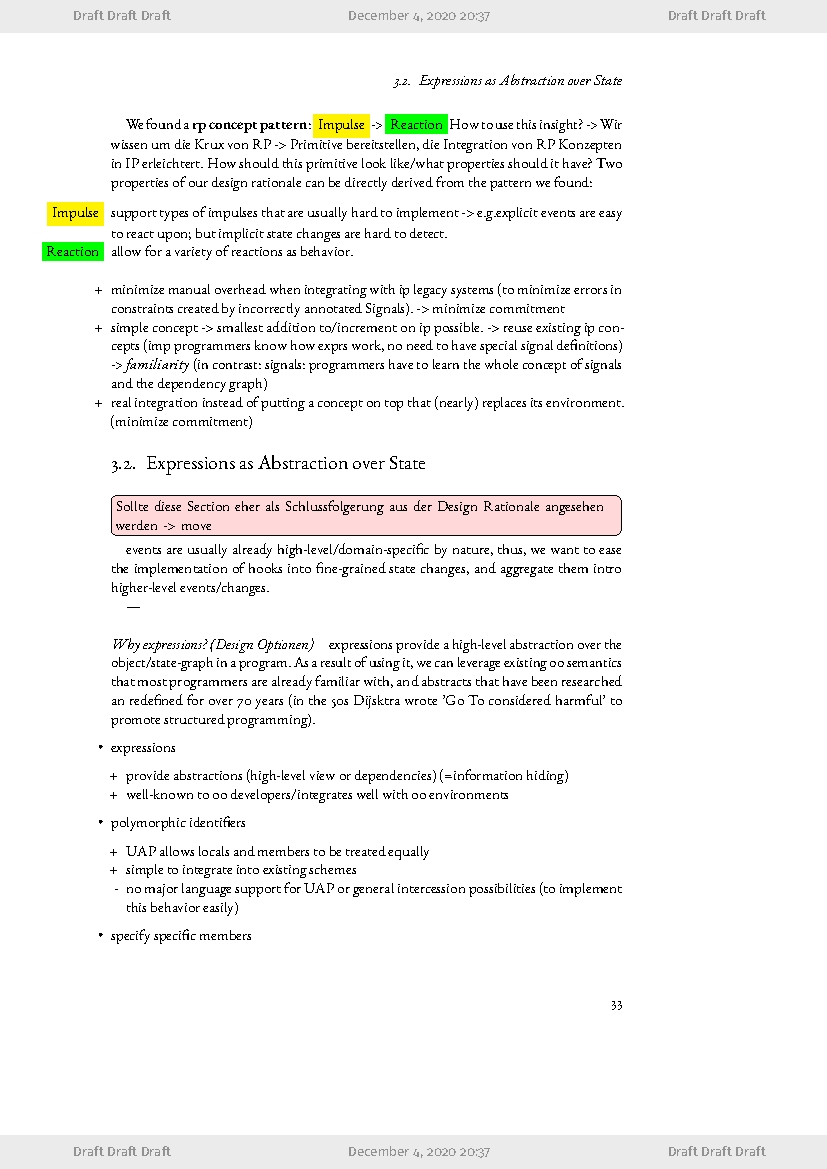 Draft Draft Draft December 4, 2020 20:37 Draft Draft Draft
3.2. Expressions as Abstraction over State
We found a rp concept pattern: Impulse -> Reaction How to use this insight? -> Wir
wissen um die Krux von RP -> Primitive bereitstellen, die Integration von RP Konzepten
in IP erleichtert. How should this primitive look like/what properties should it have? Two
properties of our design rationale can be directly derived from the pattern we found:
Impulse support types of impulses that are usually hard to implement -> e.g.explicit events are easy
to react upon; but implicit state changes are hard to detect.
Reaction allow for a variety of reactions as behavior.
+ minimize manual overhead when integrating with ip legacy systems (to minimize errors in
constraints created by incorrectly annotated Signals). -> minimize commitment
+ simple concept -> smallest addition to/increment on ip possible. -> reuse existing ip con-
cepts (imp programmers know how exprs work, no need to have special signal definitions)
-> familiarity (in contrast: signals: programmers have to learn the whole concept of signals
and the dependency graph)
+ real integration instead of putting a concept on top that (nearly) replaces its environment.
(minimize commitment)
3.2. Expressions as Abstraction over State
Sollte diese Section eher als Schlussfolgerung aus der Design Rationale angesehen
werden -> move
events are usually already high-level/domain-specific by nature, thus, we want to ease
the implementation of hooks into fine-grained state changes, and aggregate them intro
higher-level events/changes.
—
Why expressions? (Design Optionen) expressions provide a high-level abstraction over the
object/state-graph in a program. As a result of using it, we can leverage existing oo semantics
that most programmers are already familiar with, and abstracts that have been researched
an redefined for over 70 years (in the 50s Dijsktra wrote 'Go To considered harmful' to
promote structured programming).
• expressions
+ provide abstractions (high-level view or dependencies) (=information hiding)
+ well-known to oo developers/integrates well with oo environments
• polymorphic identifiers
+ UAP allows locals and members to be treated equally
+ simple to integrate into existing schemes
- no major language support for UAP or general intercession possibilities (to implement
this behavior easily)
• specify specific members
33
Draft Draft Draft December 4, 2020 20:37 Draft Draft Draft